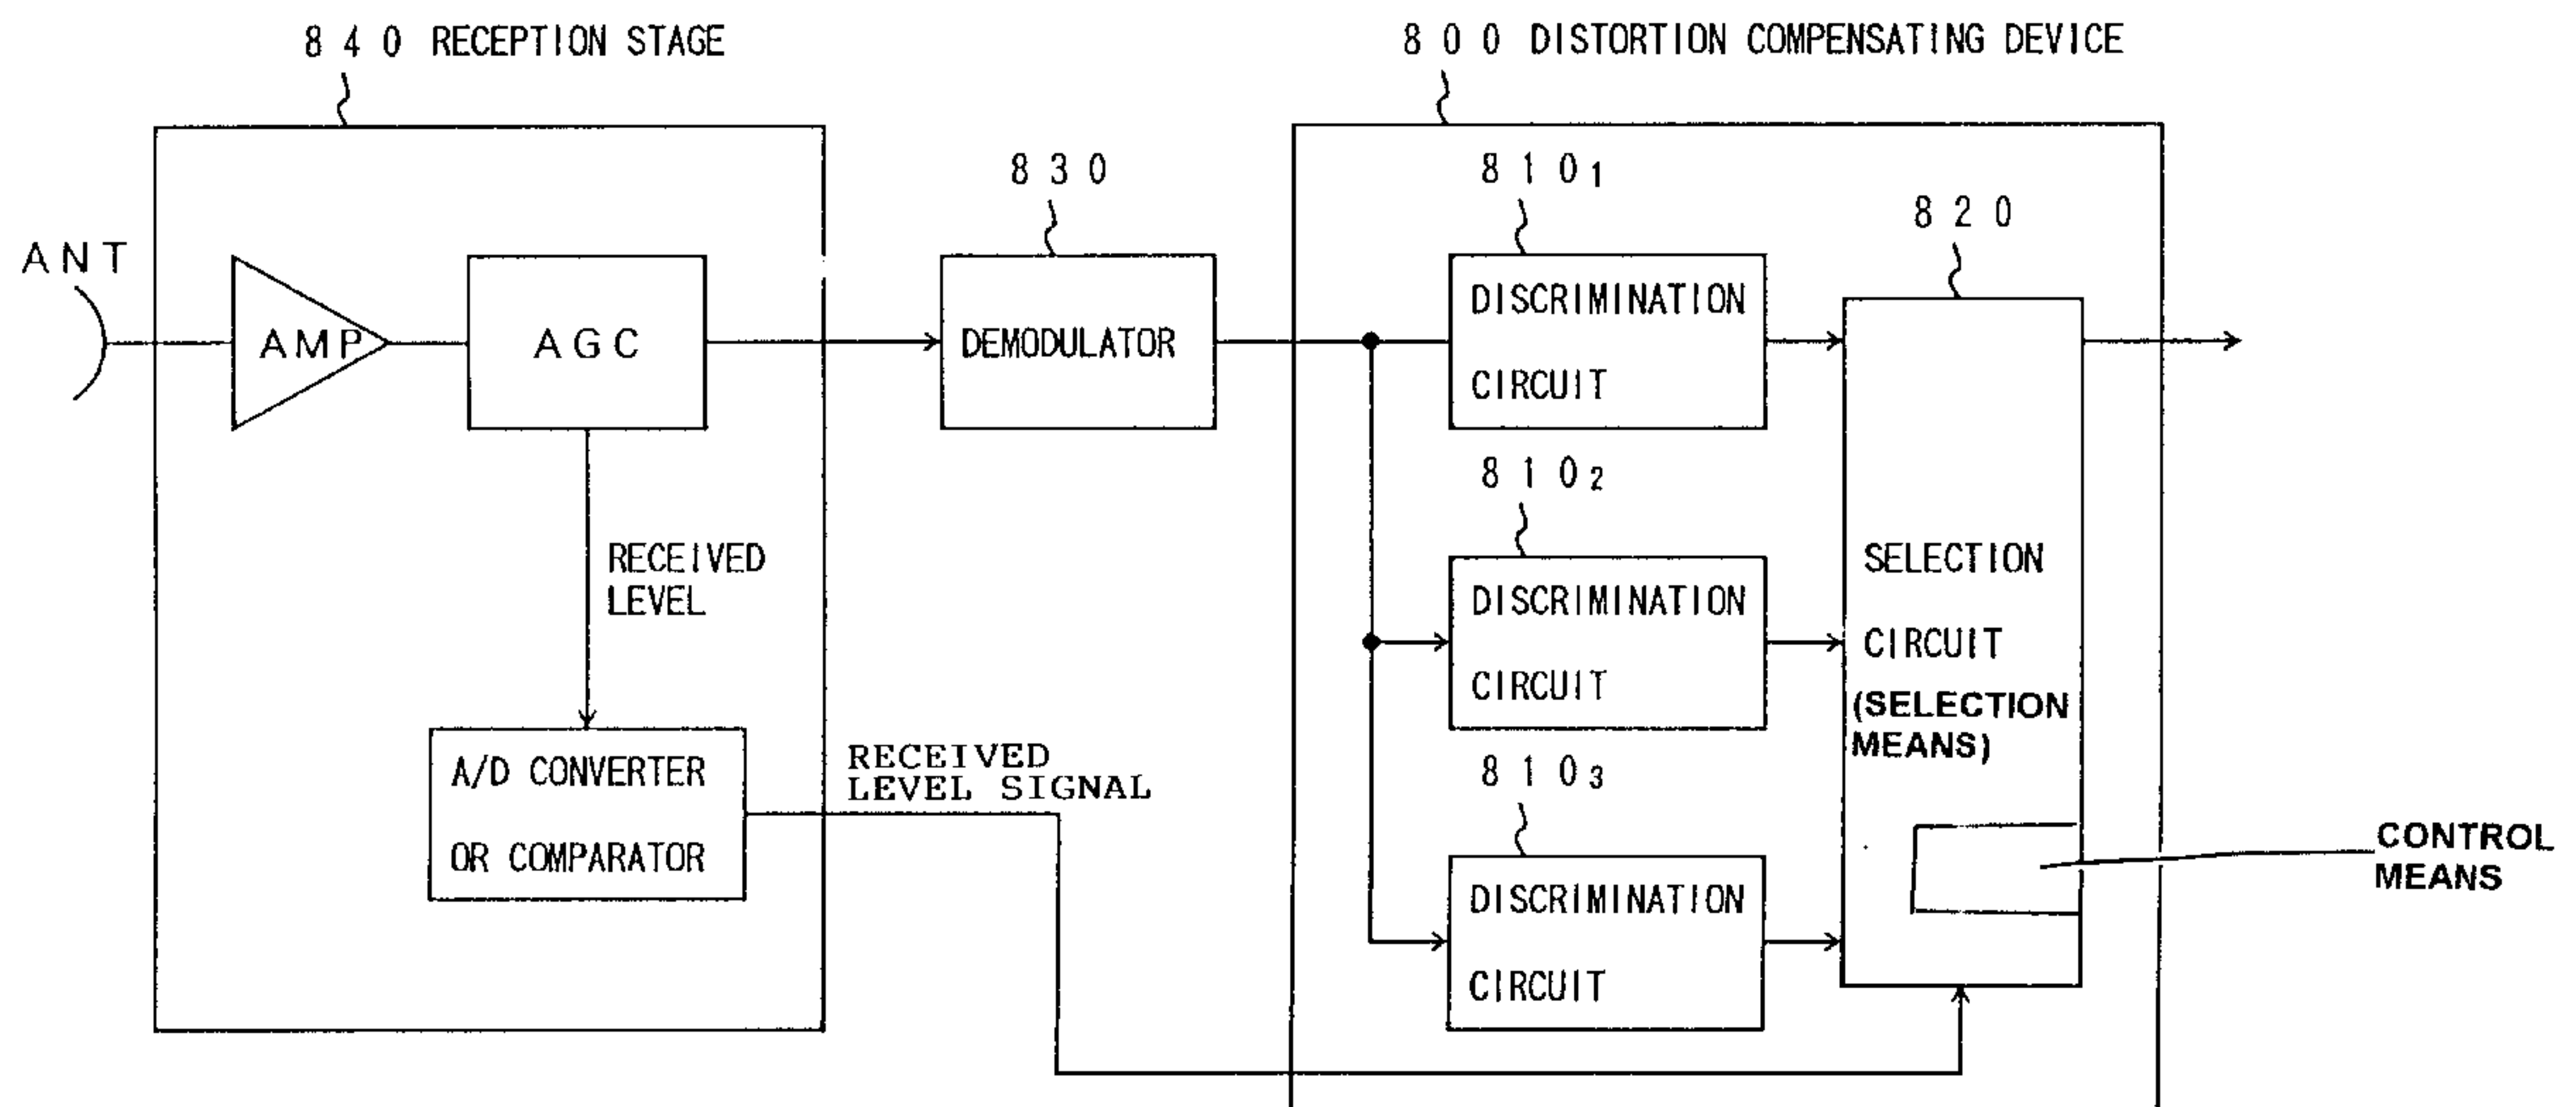 840 RECEPTION STAGE
800 DISTORTION COMPENSATING DEVICE
830
810₁
820
ANT
AMP
AGC
DEMODULATOR
DISCRIMINATION
CIRCUIT
810₂
RECEIVED
LEVEL
DISCRIMINATION
CIRCUIT
SELECTION
CIRCUIT
(SELECTION
MEANS)
A/D CONVERTER
OR COMPARATOR
RECEIVED
LEVEL SIGNAL
810₃
DISCRIMINATION
CIRCUIT
CONTROL
MEANS